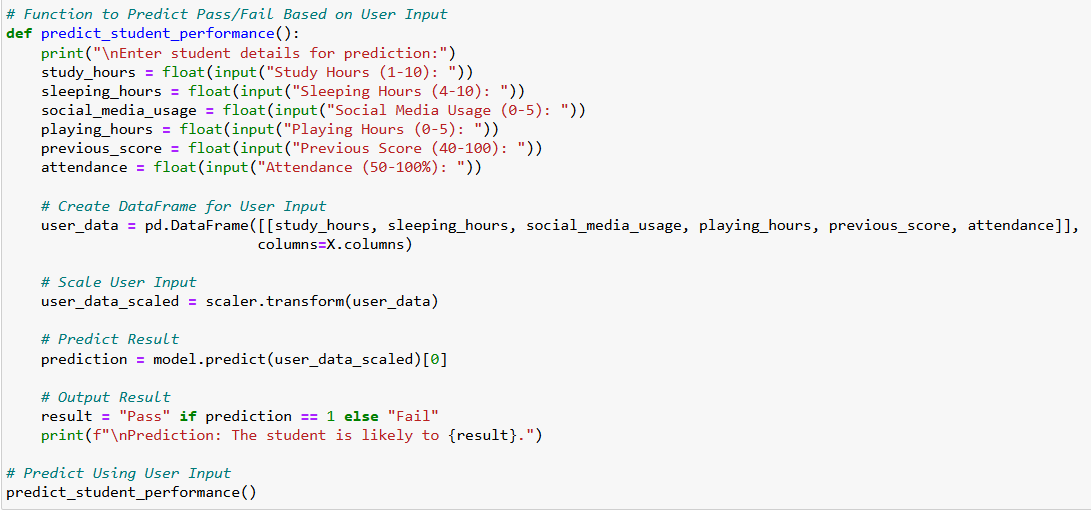 # Function to Predict Pass/Fail Based on User Input
def predict_student_performance():
    print("\nEnter student details for prediction:")
    study_hours = float(input("Study Hours (1-10): "))
    sleeping_hours = float(input("Sleeping Hours (4-10): "))
    social_media_usage = float(input("Social Media Usage (0-5): "))
    playing_hours = float(input("Playing Hours (0-5): "))
    previous_score = float(input("Previous Score (40-100): "))
    attendance = float(input("Attendance (50-100%): "))
    # Create DataFrame for User Input
    user_data = pd.DataFrame([[study_hours, sleeping_hours, social_media_usage, playing_hours, previous_score, attendance]],
                            columns=X.columns)
    # Scale User Input
    user_data_scaled = scaler.transform(user_data)
    # Predict Result
    prediction = model.predict(user_data_scaled)[0]
    # Output Result
    result = "Pass" if prediction == 1 else "Fail"
    print(f"\nPrediction: The student is likely to {result}.")
# Predict Using User Input
predict_student_performance()